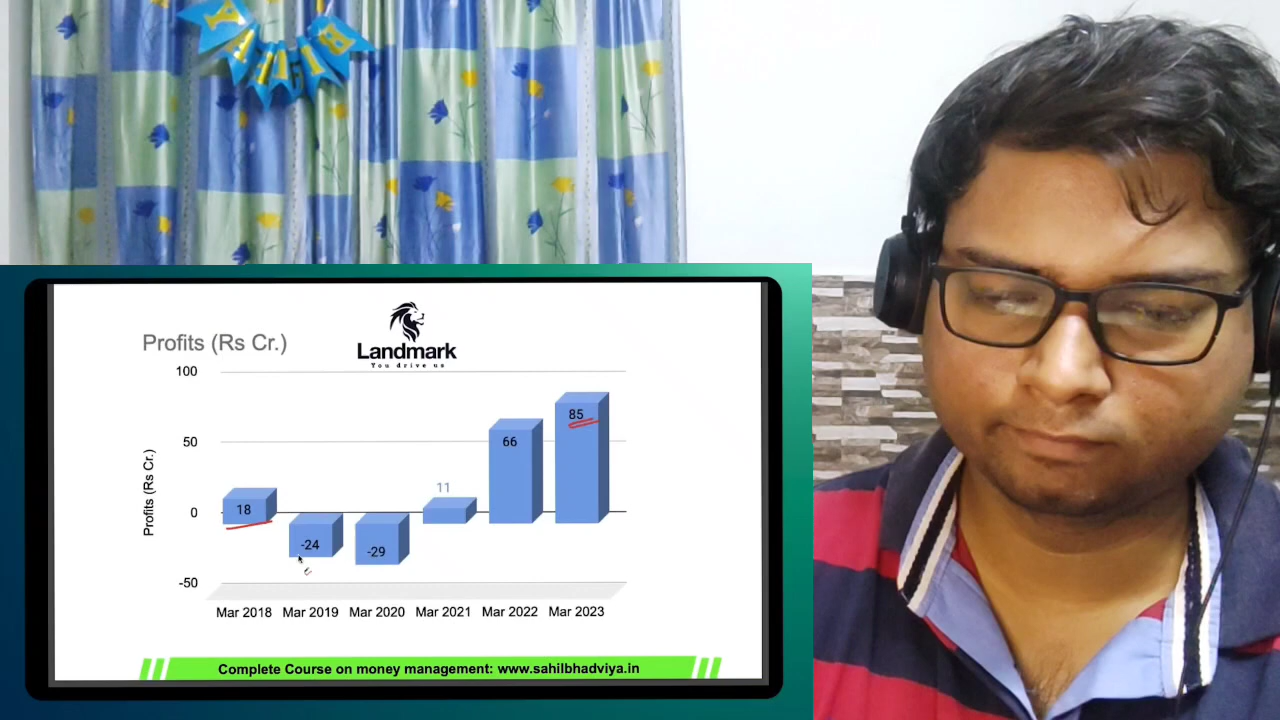 Profits (Rs Cr.)
Landmark
You drive us
Profits (Rs Cr.)
100
50
0
-50
18
-24
-29
11
66
85
Mar 2018 Mar 2019 Mar 2020 Mar 2021 Mar 2022 Mar 2023
Complete Course on money management: www.sahilbhadviya.in